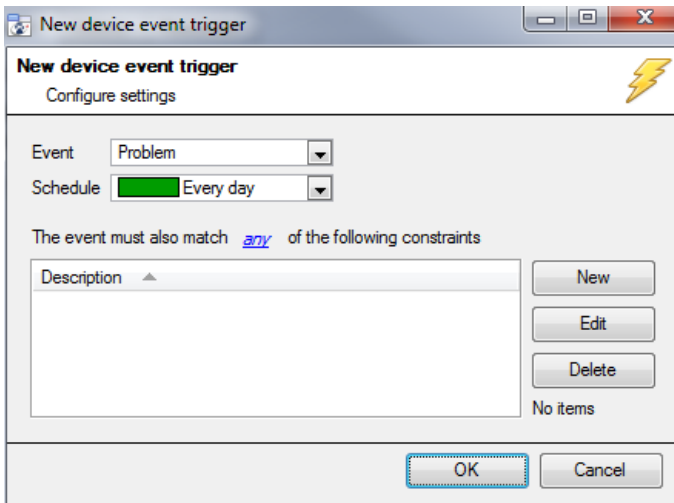 New device event trigger
New device event trigger
Configure settings
Event Problem
Schedule Every day
The event must also match any of the following constraints
Description
New
Edit
Delete
No items
OK Cancel